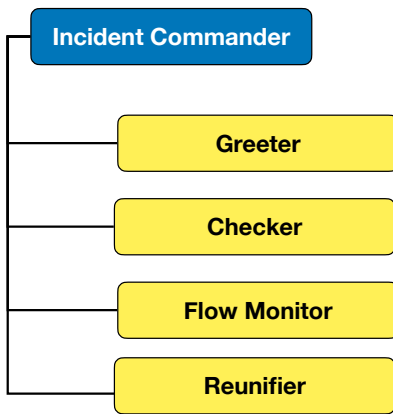 Incident Commander
Greeter
Checker
Flow Monitor
Reunifier